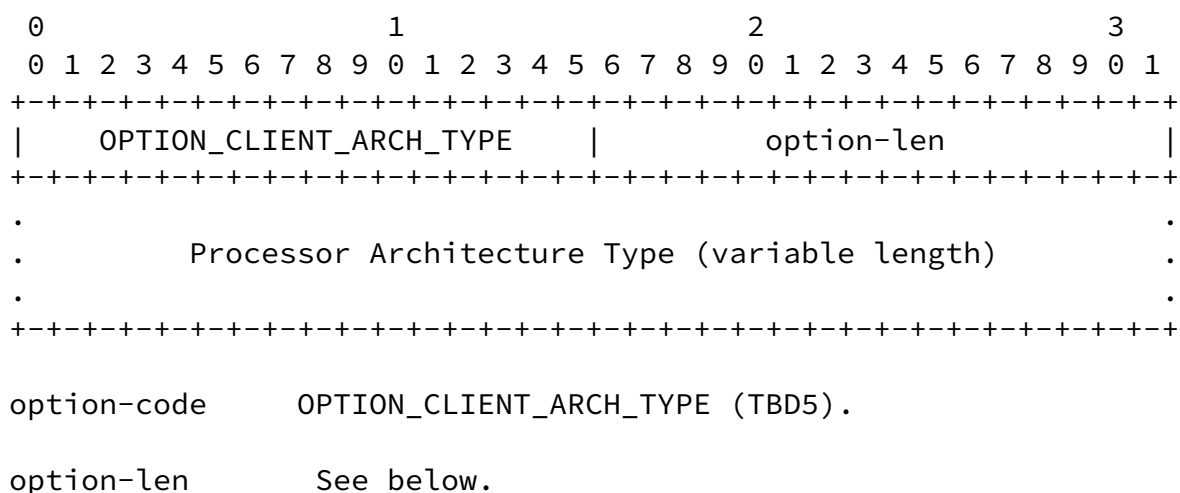 0                   1                   2                   3
 0 1 2 3 4 5 6 7 8 9 0 1 2 3 4 5 6 7 8 9 0 1 2 3 4 5 6 7 8 9 0 1
+-+-+-+-+-+-+-+-+-+-+-+-+-+-+-+-+-+-+-+-+-+-+-+-+-+-+-+-+-+-+-+-+
|    OPTION_CLIENT_ARCH_TYPE    |         option-len            |
+-+-+-+-+-+-+-+-+-+-+-+-+-+-+-+-+-+-+-+-+-+-+-+-+-+-+-+-+-+-+-+-+
.                                                               .
.         Processor Architecture Type (variable length)         .
.                                                               .
+-+-+-+-+-+-+-+-+-+-+-+-+-+-+-+-+-+-+-+-+-+-+-+-+-+-+-+-+-+-+-+-+
option-code     OPTION_CLIENT_ARCH_TYPE (TBD5).
option-len       See below.